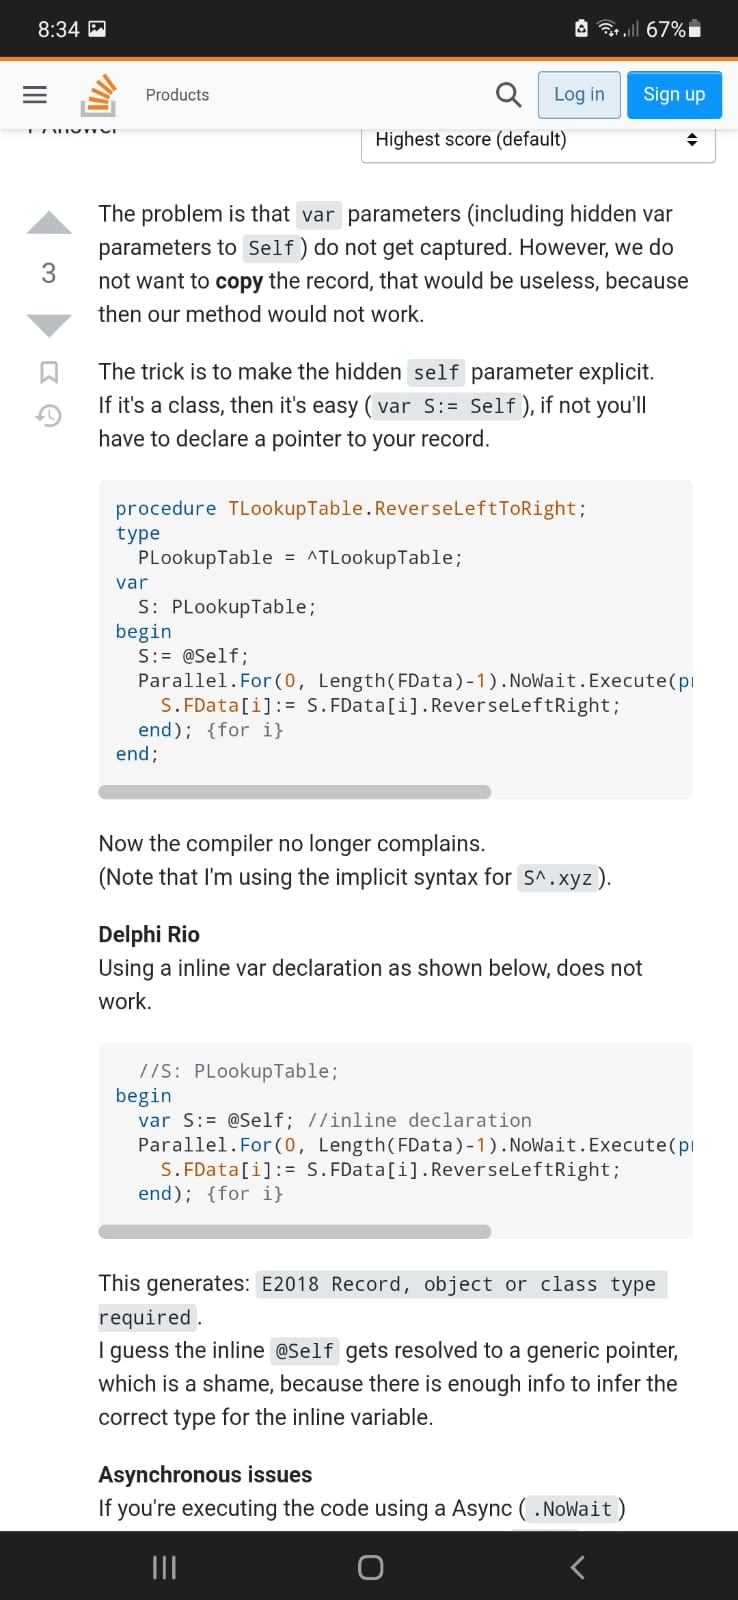 8:34
67%
Products
Log in
Sign up
1 Answer
Highest score (default)
The problem is that var parameters (including hidden var
parameters to Self) do not get captured. However, we do
3
not want to copy the record, that would be useless, because
then our method would not work.
The trick is to make the hidden self parameter explicit.
If it's a class, then it's easy (var S:= Self), if not you'll
have to declare a pointer to your record.
procedure TLookupTable.ReverseLeftToRight;
type
  PLookupTable = ^TLookupTable;
var
  S: PLookupTable;
begin
  S:= @Self;
  Parallel.For(0, Length(FData)-1).NoWait.Execute(p
    S.FData[i]:= S.FData[i].ReverseLeftRight;
  end); {for i}
end;
Now the compiler no longer complains.
(Note that I'm using the implicit syntax for S^.xyz).
Delphi Rio
Using a inline var declaration as shown below, does not
work.
  //S: PLookupTable;
begin
  var S:= @Self; //inline declaration
  Parallel.For(0, Length(FData)-1).NoWait.Execute(p
    S.FData[i]:= S.FData[i].ReverseLeftRight;
  end); {for i}
This generates: E2018 Record, object or class type
required.
I guess the inline @Self gets resolved to a generic pointer,
which is a shame, because there is enough info to infer the
correct type for the inline variable.
Asynchronous issues
If you're executing the code using a Async (.NoWait)